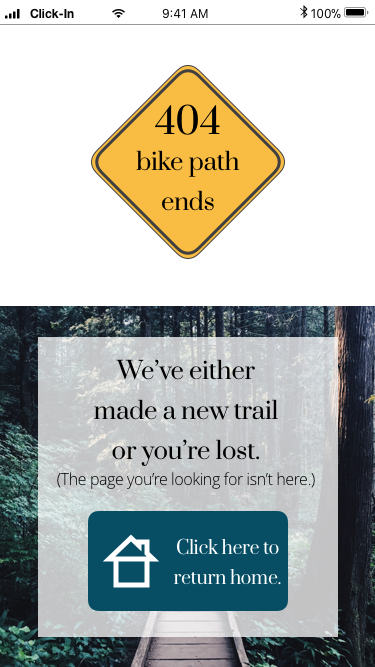 Click-In 9:41 AM 100%
404
bike path
ends
We’ve either
made a new trail
or you’re lost.
(The page you’re looking for isn’t here.)
Click here to
return home.